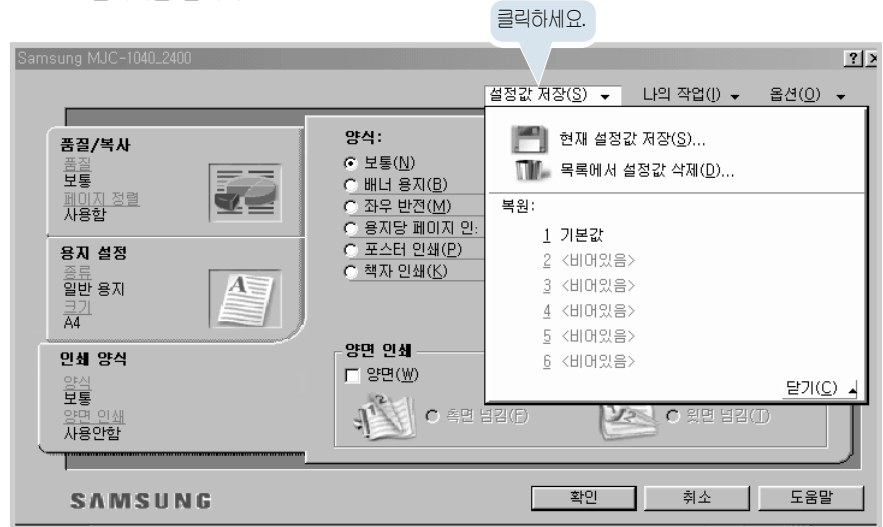 클릭하세요.
Samsung MJC-1040_2400
설정값 저장(S) 나의 작업(I) 옵션(O)
현재 설정값 저장(S)...
목록에서 설정값 삭제(D)...
복원:
1 기본값
2 <비어있음>
3 <비어있음>
4 <비어있음>
5 <비어있음>
6 <비어있음>
닫기(C)
품질/복사
품질
보통
페이지 정렬
사용함
용지 설정
종류
일반 용지
크기
A4
인쇄 양식
양식
보통
양면 인쇄
사용안함
양식:
보통(N)
배너 용지(B)
좌우 반전(M)
용지당 페이지 인
포스터 인쇄(P)
책자 인쇄(K)
양면 인쇄
양면(W)
혹면 넘김(F) 윗면 넘김(T)
SAMSUNG
확인 취소 도움말